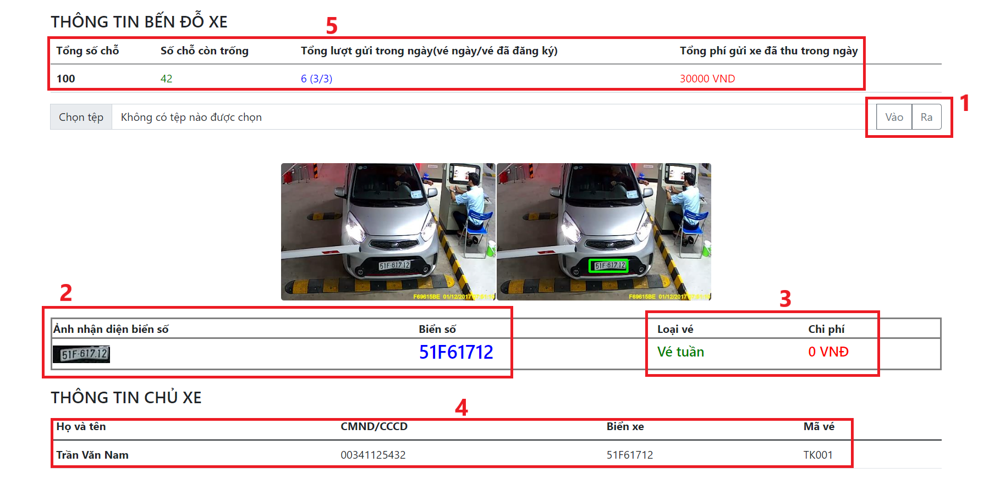 THÔNG TIN BẾN ĐỖ XE
5
Tổng số chỗ Số chỗ còn trống Tổng lượt gửi trong ngày(vé ngày/vé đã đăng ký) Tổng phí gửi xe đã thu trong ngày
100 42 6 (3/3) 30000 VND
1
Chọn tệp Không có tệp nào được chọn Vào Ra
KIA
51F-617.12
F69615BE 01/12/2017
KIA
51F-617.12
F69615BE 01/12/2017
2
3
Ảnh nhận diện biển số Biển số Loại vé Chi phí
51F-617.12 51F61712 Vé tuần 0 VNĐ
THÔNG TIN CHỦ XE
4
Họ và tên CMND/CCCD Biển xe Mã vé
Trần Văn Nam 00341125432 51F61712 TK001